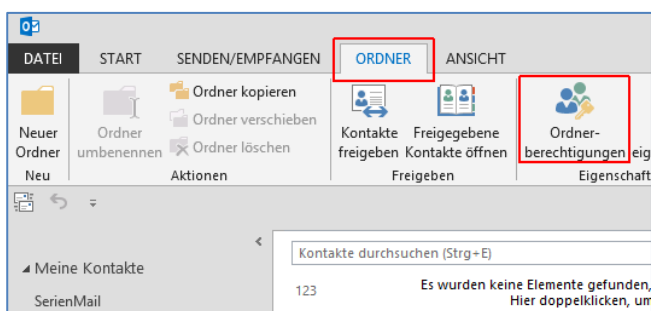 DATEI START SENDEN/EMPFANGEN ORDNER ANSICHT
Neuer
Ordner
Ordner
umbenennen
Ordner kopieren
Ordner verschieben
Ordner löschen
Kontakte
freigeben
Freigegebene
Kontakte öffnen
Ordner-
berechtigungen
Neu Aktionen Freigeben Eigenschaft
Kontakte durchsuchen (Strg+E)
Meine Kontakte
SerienMail
123
Es wurden keine Elemente gefunden,
Hier doppelklicken, um